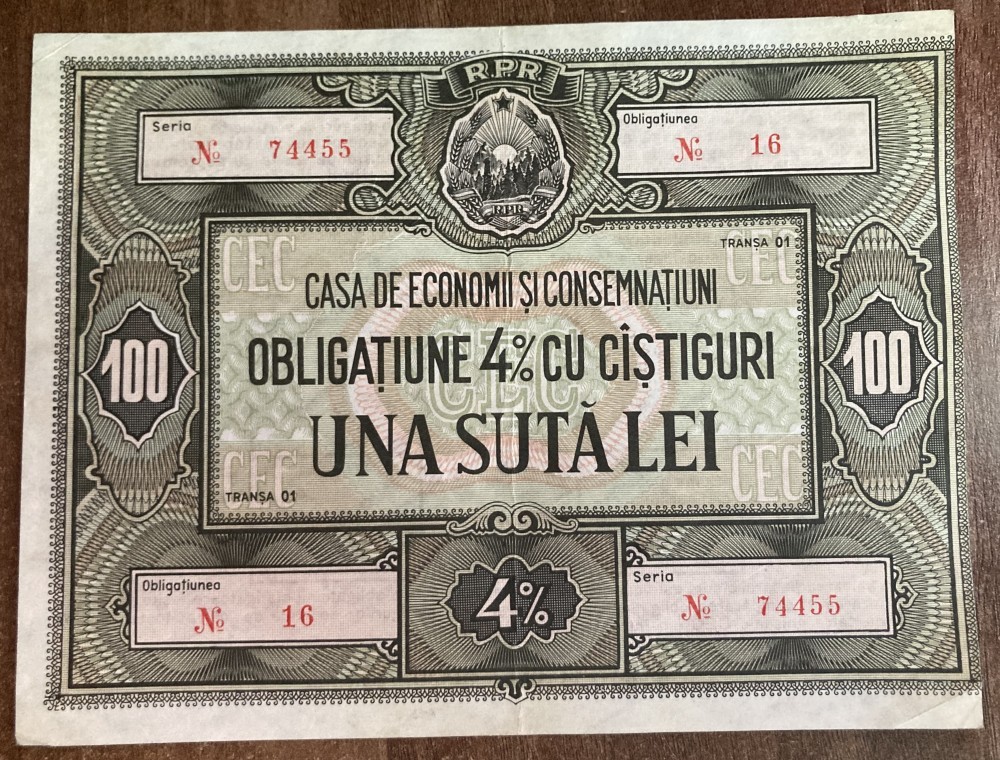 RPR
Seria
№ 74455
Obligațiunea
№ 16
RPR
CEC
CEC
TRANȘA 01
CASA DE ECONOMII ȘI CONSEMNAȚIUNI
100
OBLIGAȚIUNE 4% CU CÎȘTIGURI
100
CEC
UNA SUTĂ LEI
CEC
CEC
TRANȘA 01
Obligațiunea
№ 16
4%
Seria
№ 74455